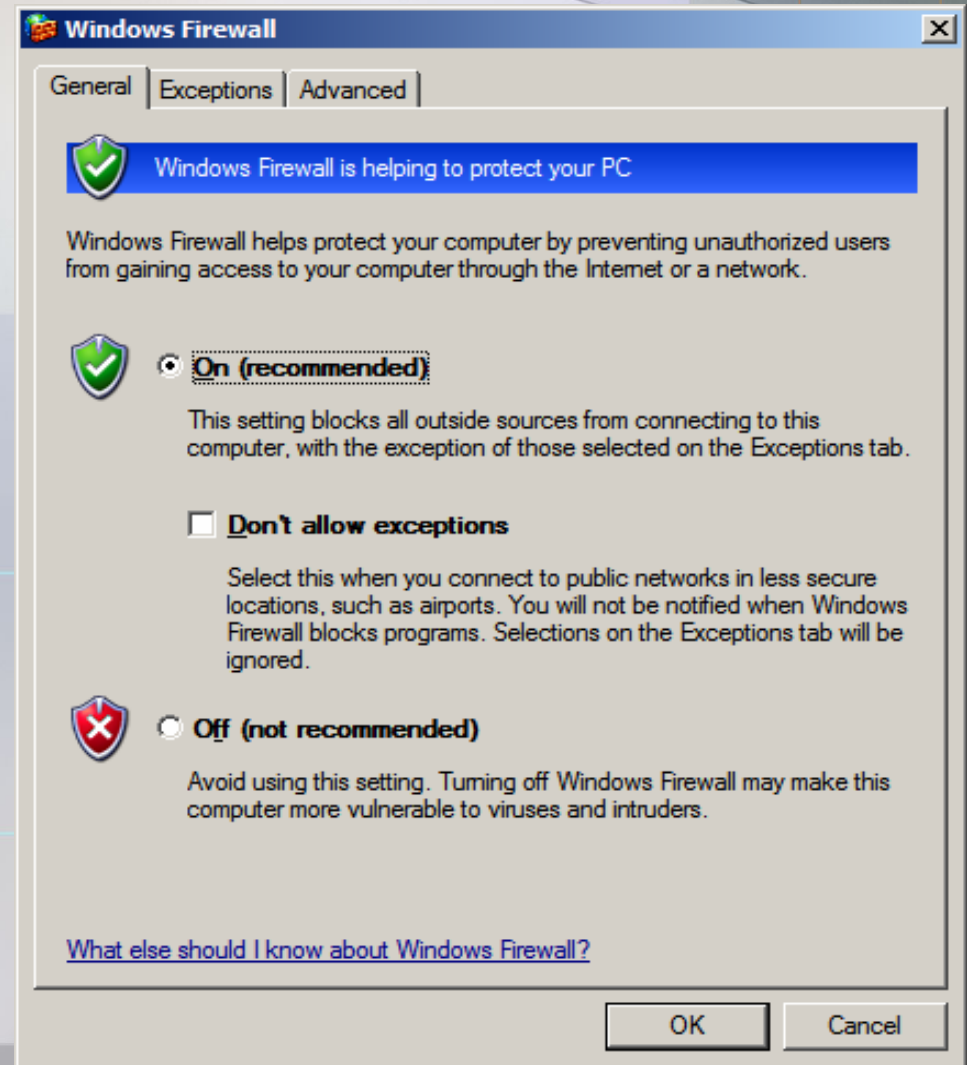 Windows Firewall
General Exceptions Advanced
Windows Firewall is helping to protect your PC
Windows Firewall helps protect your computer by preventing unauthorized users
from gaining access to your computer through the Internet or a network.
On (recommended)
This setting blocks all outside sources from connecting to this
computer, with the exception of those selected on the Exceptions tab.
Don't allow exceptions
Select this when you connect to public networks in less secure
locations, such as airports. You will not be notified when Windows
Firewall blocks programs. Selections on the Exceptions tab will be
ignored.
Off (not recommended)
Avoid using this setting. Turning off Windows Firewall may make this
computer more vulnerable to viruses and intruders.
What else should I know about Windows Firewall?
OK Cancel